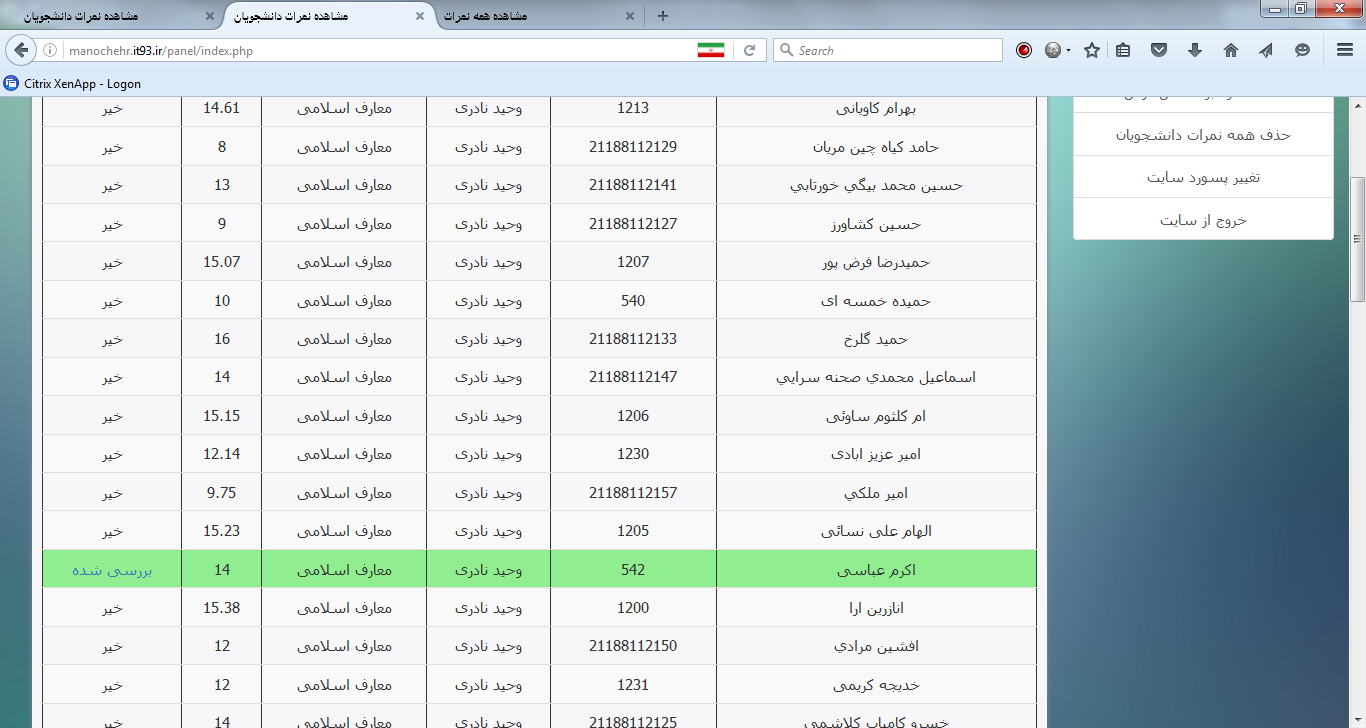 مشاهده نمرات دانشجویان
مشاهده نمرات دانشجویان
مشاهده همه نمرات
manochehr.it93.ir/panel/index.php
Search
Citrix XenApp - Logon
بهرام کاویانی 1213 وحید نادری معارف اسلامی 14.61 خیر
حامد کیاه چین مریان 21188112129 وحید نادری معارف اسلامی 8 خیر
حسين محمد بيگي خورتابي 21188112141 وحید نادری معارف اسلامی 13 خیر
حسین کشاورز 21188112127 وحید نادری معارف اسلامی 9 خیر
حمیدرضا فرض پور 1207 وحید نادری معارف اسلامی 15.07 خیر
حمیده خمسه ای 540 وحید نادری معارف اسلامی 10 خیر
حمید گلرخ 21188112133 وحید نادری معارف اسلامی 16 خیر
اسماعيل محمدي صحنه سرايي 21188112147 وحید نادری معارف اسلامی 14 خیر
ام کلثوم ساوئی 1206 وحید نادری معارف اسلامی 15.15 خیر
امیر عزیز ابادی 1230 وحید نادری معارف اسلامی 12.14 خیر
امير ملكي 21188112157 وحید نادری معارف اسلامی 9.75 خیر
الهام علی نسائی 1205 وحید نادری معارف اسلامی 15.23 خیر
اکرم عباسی 542 وحید نادری معارف اسلامی 14 بررسی شده
انازرین ارا 1200 وحید نادری معارف اسلامی 15.38 خیر
افشين مرادي 21188112150 وحید نادری معارف اسلامی 12 خیر
خدیجه کریمی 1231 وحید نادری معارف اسلامی 12 خیر
خسرو کامیاب کلاشمی 21188112125 وحید نادری معارف اسلامی 14 خیر
حذف همه نمرات دانشجویان
تغییر پسورد سایت
خروج از سایت